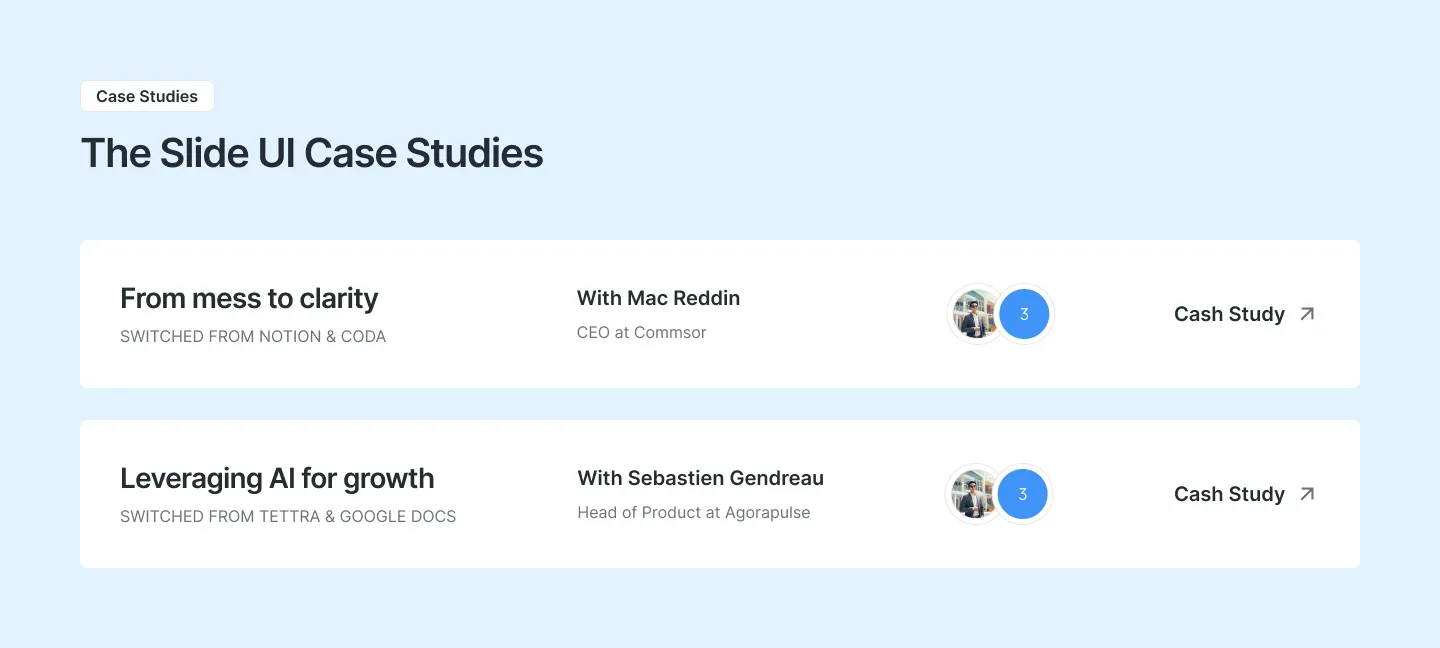 Case Studies
The Slide UI Case Studies
From mess to clarity
SWITCHED FROM NOTION & CODA
With Mac Reddin
CEO at Commsor
3
Cash Study
Leveraging AI for growth
SWITCHED FROM TETTRA & GOOGLE DOCS
With Sebastien Gendreau
Head of Product at Agorapulse
3
Cash Study